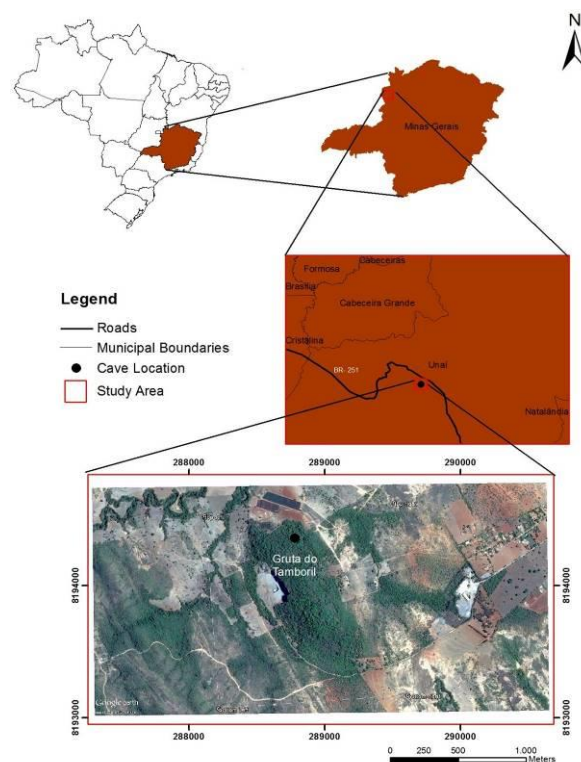 N
Minas Gerais
Cabeceiras
Formosa
Brasília
Cabeceira Grande
Cristalina
Unaí
BR- 251
Natalândia
Legend
Roads
Municipal Boundaries
Cave Location
Study Area
288000
289000
290000
Gruta do
Tamboril
8194000
8194000
8193000
8193000
Google earth
288000
289000
290000
0
250
500
1.000
Meters